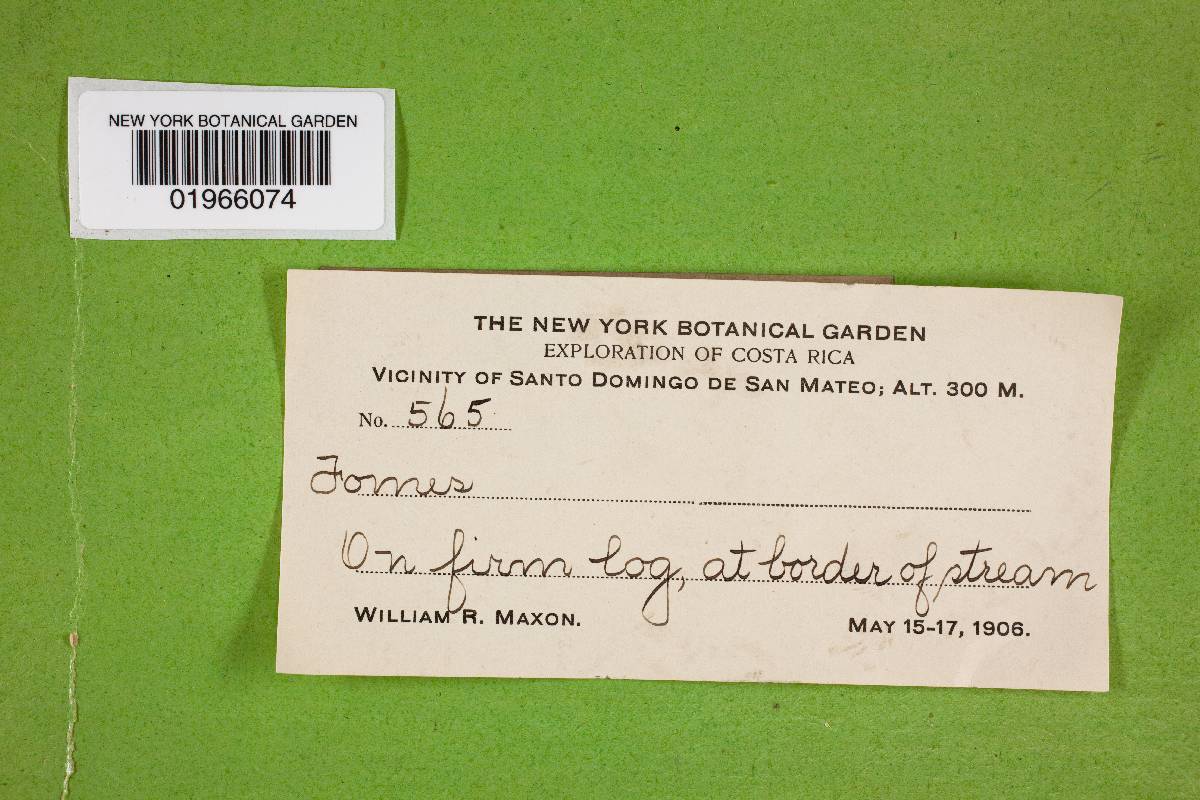 NEW YORK BOTANICAL GARDEN
01966074
THE NEW YORK BOTANICAL GARDEN
EXPLORATION OF COSTA RICA
VICINITY OF SANTO DOMINGO DE SAN MATEO; ALT. 300 M.
No. 565
Fomes
On firm log, at border of stream
WILLIAM R. MAXON. MAY 15-17, 1906.